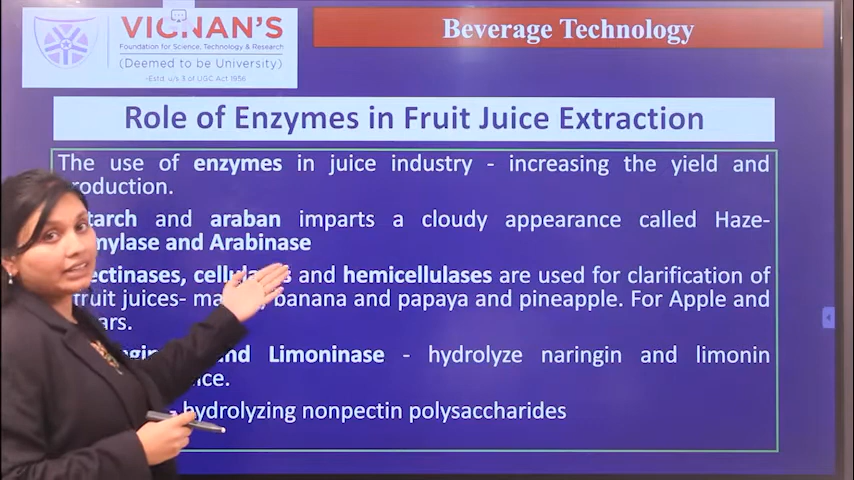 VIGNAN'S
Foundation for Science, Technology & Research
(Deemed to be University)
-Estd. u/s 3 of UGC Act 1956
Beverage Technology
Role of Enzymes in Fruit Juice Extraction
The use of enzymes in juice industry - increasing the yield and
roduction.
tarch and araban imparts a cloudy appearance called Haze-
mylase and Arabinase
ectinases, and hemicellulases are used for clarification of
fruit juices- banana and papaya and pineapple. For Apple and
ars.
and Limoninase - hydrolyze naringin and limonin
- hydrolyzing nonpectin polysaccharides